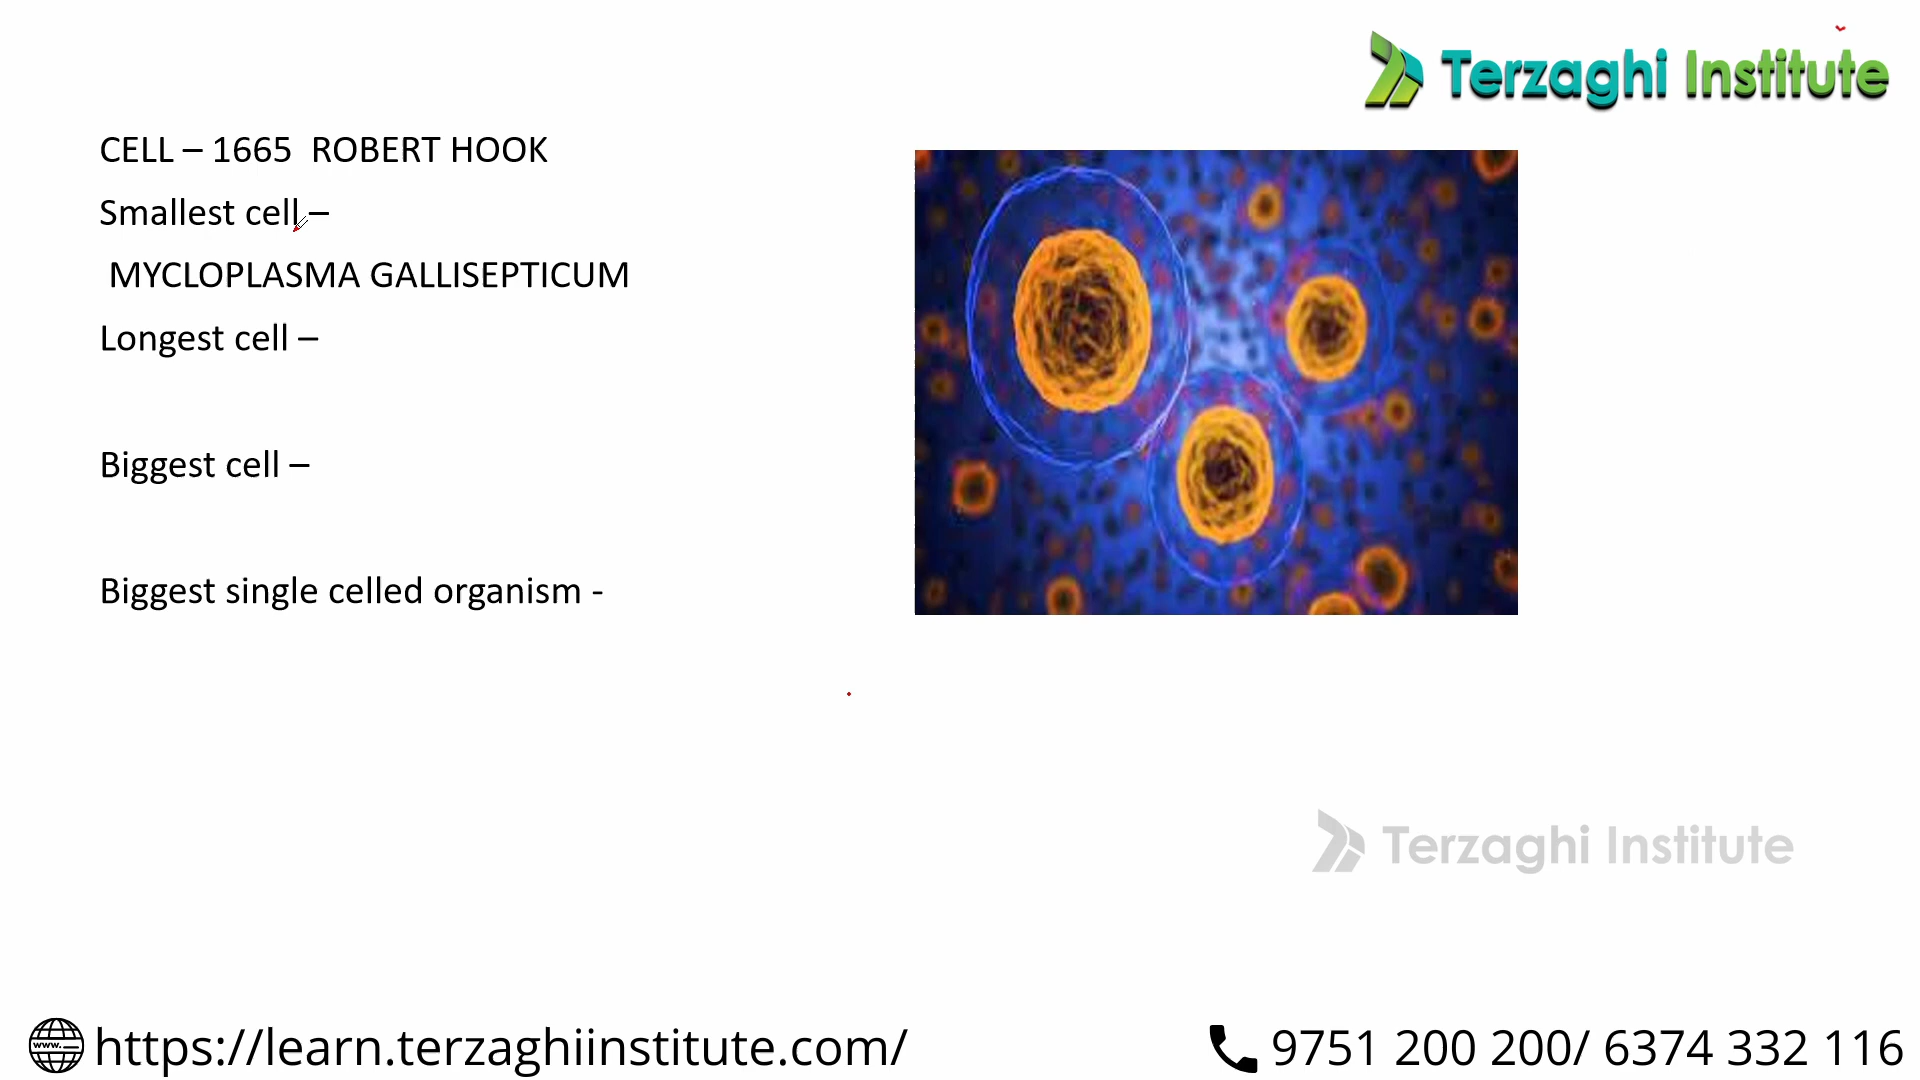 Terzaghi Institute
CELL – 1665  ROBERT HOOK
Smallest cell –
MYCLOPLASMA GALLISEPTICUM
Longest cell –
Biggest cell –
Biggest single celled organism -
Terzaghi Institute
www.
https://learn.terzaghiinstitute.com/
9751 200 200/ 6374 332 116